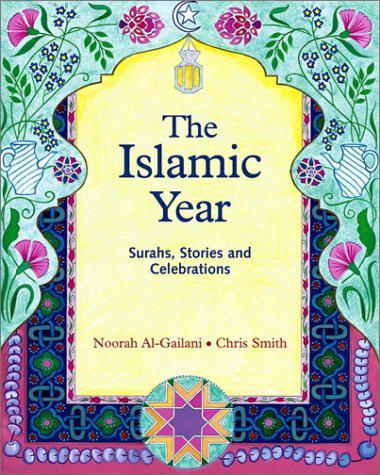 The
Islamic
Year
Surahs, Stories and
Celebrations
Noorah Al-Gailani • Chris Smith